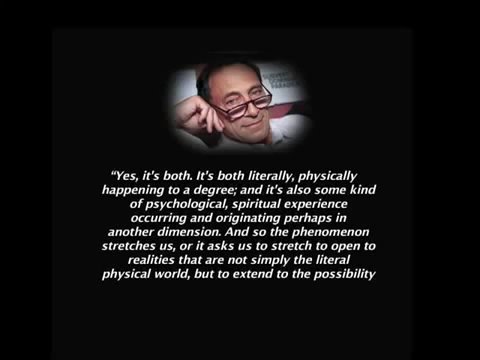 “Yes, it's both. It's both literally, physically
happening to a degree; and it's also some kind
of psychological, spiritual experience
occurring and originating perhaps in
another dimension. And so the phenomenon
stretches us, or it asks us to stretch to open to
realities that are not simply the literal
physical world, but to extend to the possibility